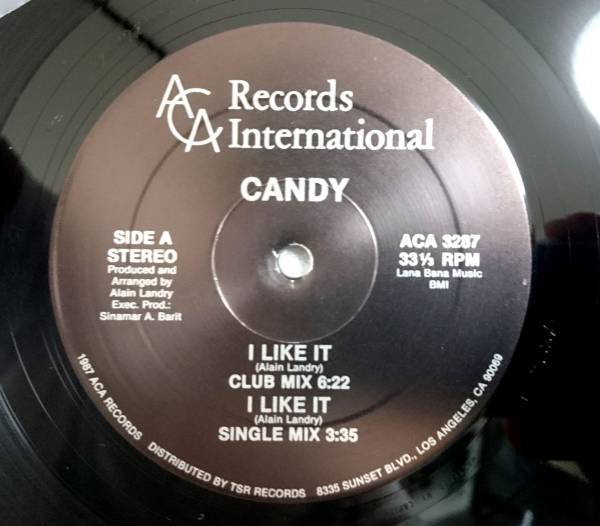 ACA Records
International
CANDY
SIDE A
STEREO
Produced and
Arranged by
Alain Landry
Exec. Prod.:
Sinamar A. Barit
ACA 3287
33⅓ RPM
Lana Bana Music
BMI
I LIKE IT
(Alain Landry)
CLUB MIX 6:22
I LIKE IT
(Alain Landry)
SINGLE MIX 3:35
1987 ACA RECORDS DISTRIBUTED BY TSR RECORDS 8335 SUNSET BLVD., LOS ANGELES, CA 90069